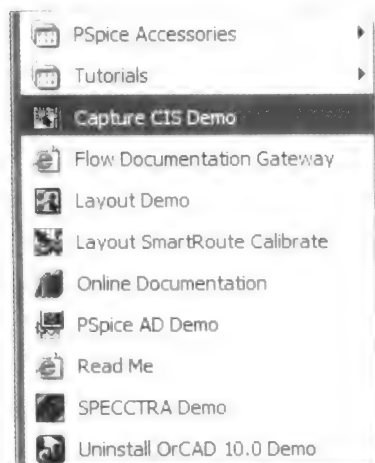 PSpice Accessories
Tutorials
Capture CIS Demo
Flow Documentation Gateway
Layout Demo
Layout SmartRoute Calibrate
Online Documentation
PSpice AD Demo
Read Me
SPECCTRA Demo
Uninstall OrCAD 10.0 Demo